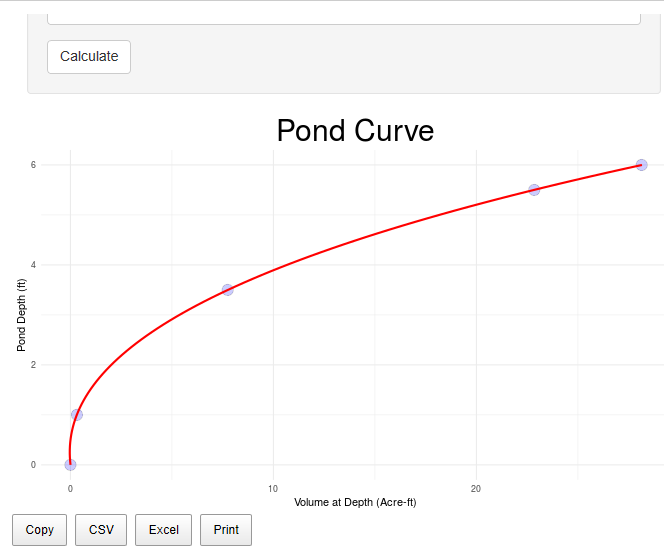 Calculate
Pond Curve
6
4
2
0
Pond Depth (ft)
0 10 20
Volume at Depth (Acre-ft)
Copy CSV Excel Print